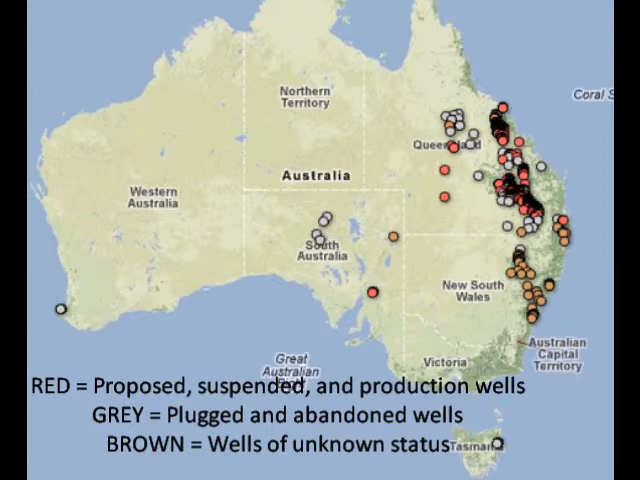 Coral S
Northern
Territory
Queensland
Australia
Western
Australia
South
Australia
New South
Wales
Australian
Capital
Territory
Victoria
Great
Australian
RED = Proposed, suspended, and production wells
GREY = Plugged and abandoned wells
BROWN = Wells of unknown status
Tasmania